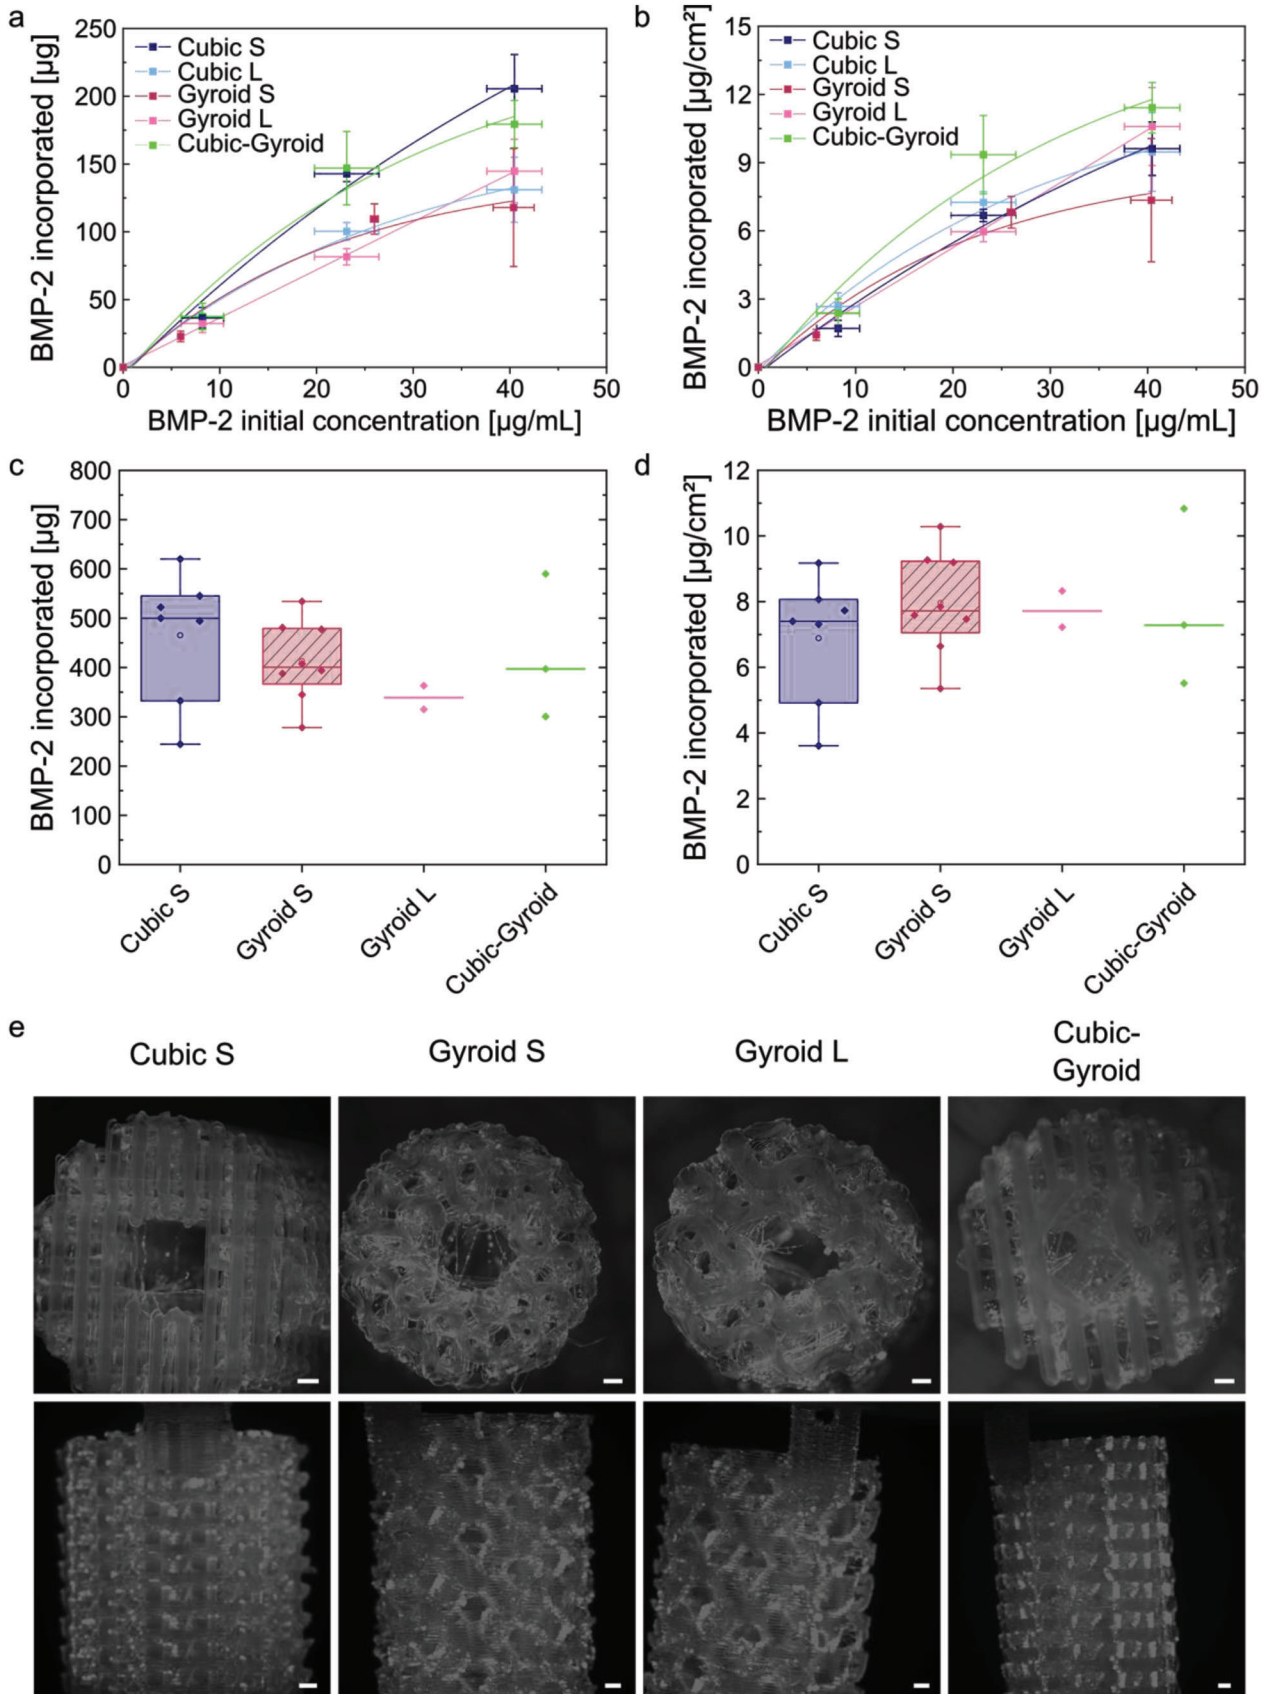 a
250
200
150
100
50
0
BMP-2 incorporated [µg]
Cubic S
Cubic L
Gyroid S
Gyroid L
Cubic-Gyroid
0 10 20 30 40 50
BMP-2 initial concentration [µg/mL]
b
15
12
9
6
3
0
BMP-2 incorporated [µg/cm²]
Cubic S
Cubic L
Gyroid S
Gyroid L
Cubic-Gyroid
0 10 20 30 40 50
BMP-2 initial concentration [µg/mL]
c
800
700
600
500
400
300
200
100
0
BMP-2 incorporated [µg]
Cubic S
Gyroid S
Gyroid L
Cubic-Gyroid
d
12
10
8
6
4
2
0
BMP-2 incorporated [µg/cm²]
Cubic S
Gyroid S
Gyroid L
Cubic-Gyroid
e
Cubic S
Gyroid S
Gyroid L
Cubic-
Gyroid